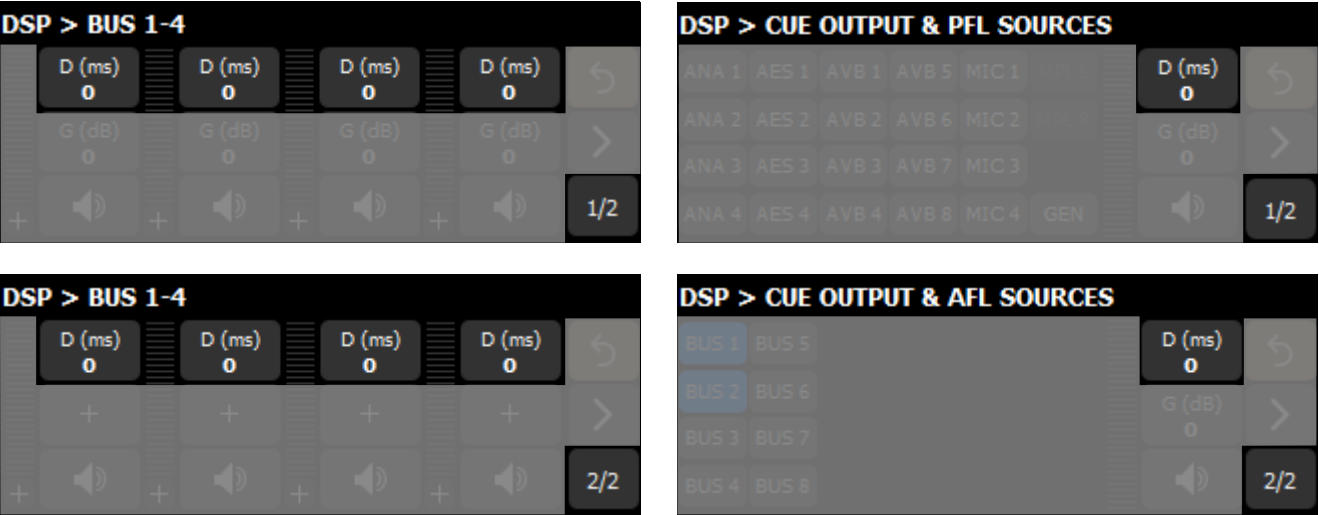 DSP > BUS 1-4
D (ms) D (ms) D (ms) D (ms)
0 0 0 0
G (dB) G (dB) G (dB) G (dB)
0 0 0 0
+ + + + 1/2
DSP > CUE OUTPUT & PFL SOURCES
ANA 1 AES 1 AVB 1 AVB 5 MIC 1 D (ms)
0
ANA 2 AES 2 AVB 2 AVB 6 MIC 2 G (dB)
0
ANA 3 AES 3 AVB 3 AVB 7 MIC 3
ANA 4 AES 4 AVB 4 AVB 8 MIC 4 GEN 1/2
DSP > BUS 1-4
D (ms) D (ms) D (ms) D (ms)
0 0 0 0
+ + + +
+ + + + 2/2
DSP > CUE OUTPUT & AFL SOURCES
BUS 1 BUS 5 D (ms)
0
BUS 2 BUS 6 G (dB)
0
BUS 3 BUS 7
BUS 4 BUS 8 2/2